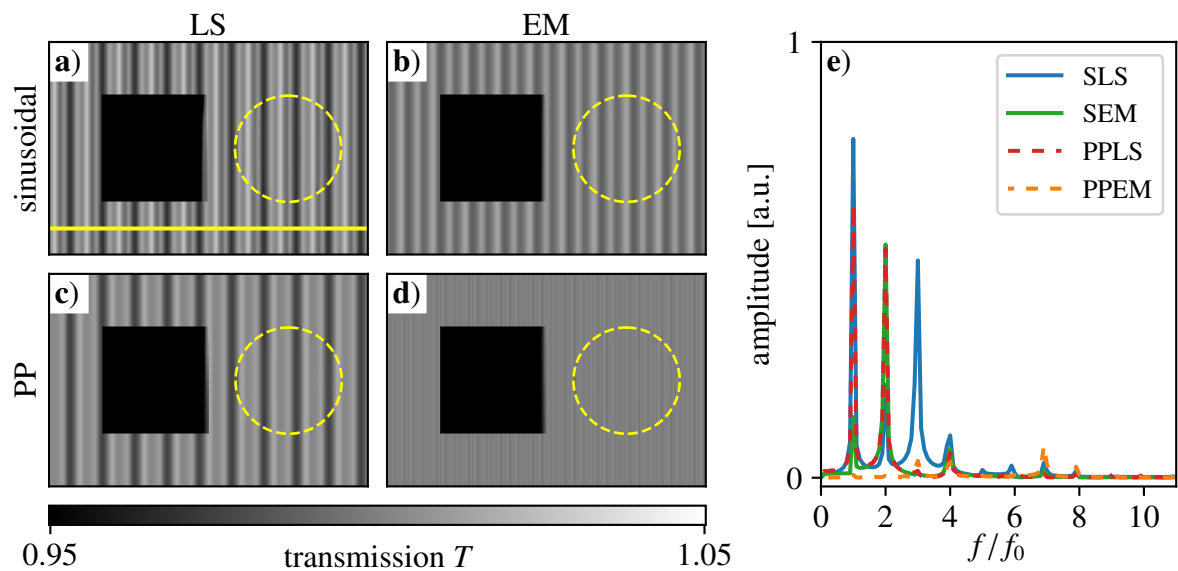 LS EM
sinusoidal
a) b)
PP
c) d)
0.95 transmission T 1.05
e)
SLS
SEM
PPLS
PPEM
amplitude [a.u.]
1
0
0 2 4 6 8 10
f/f₀